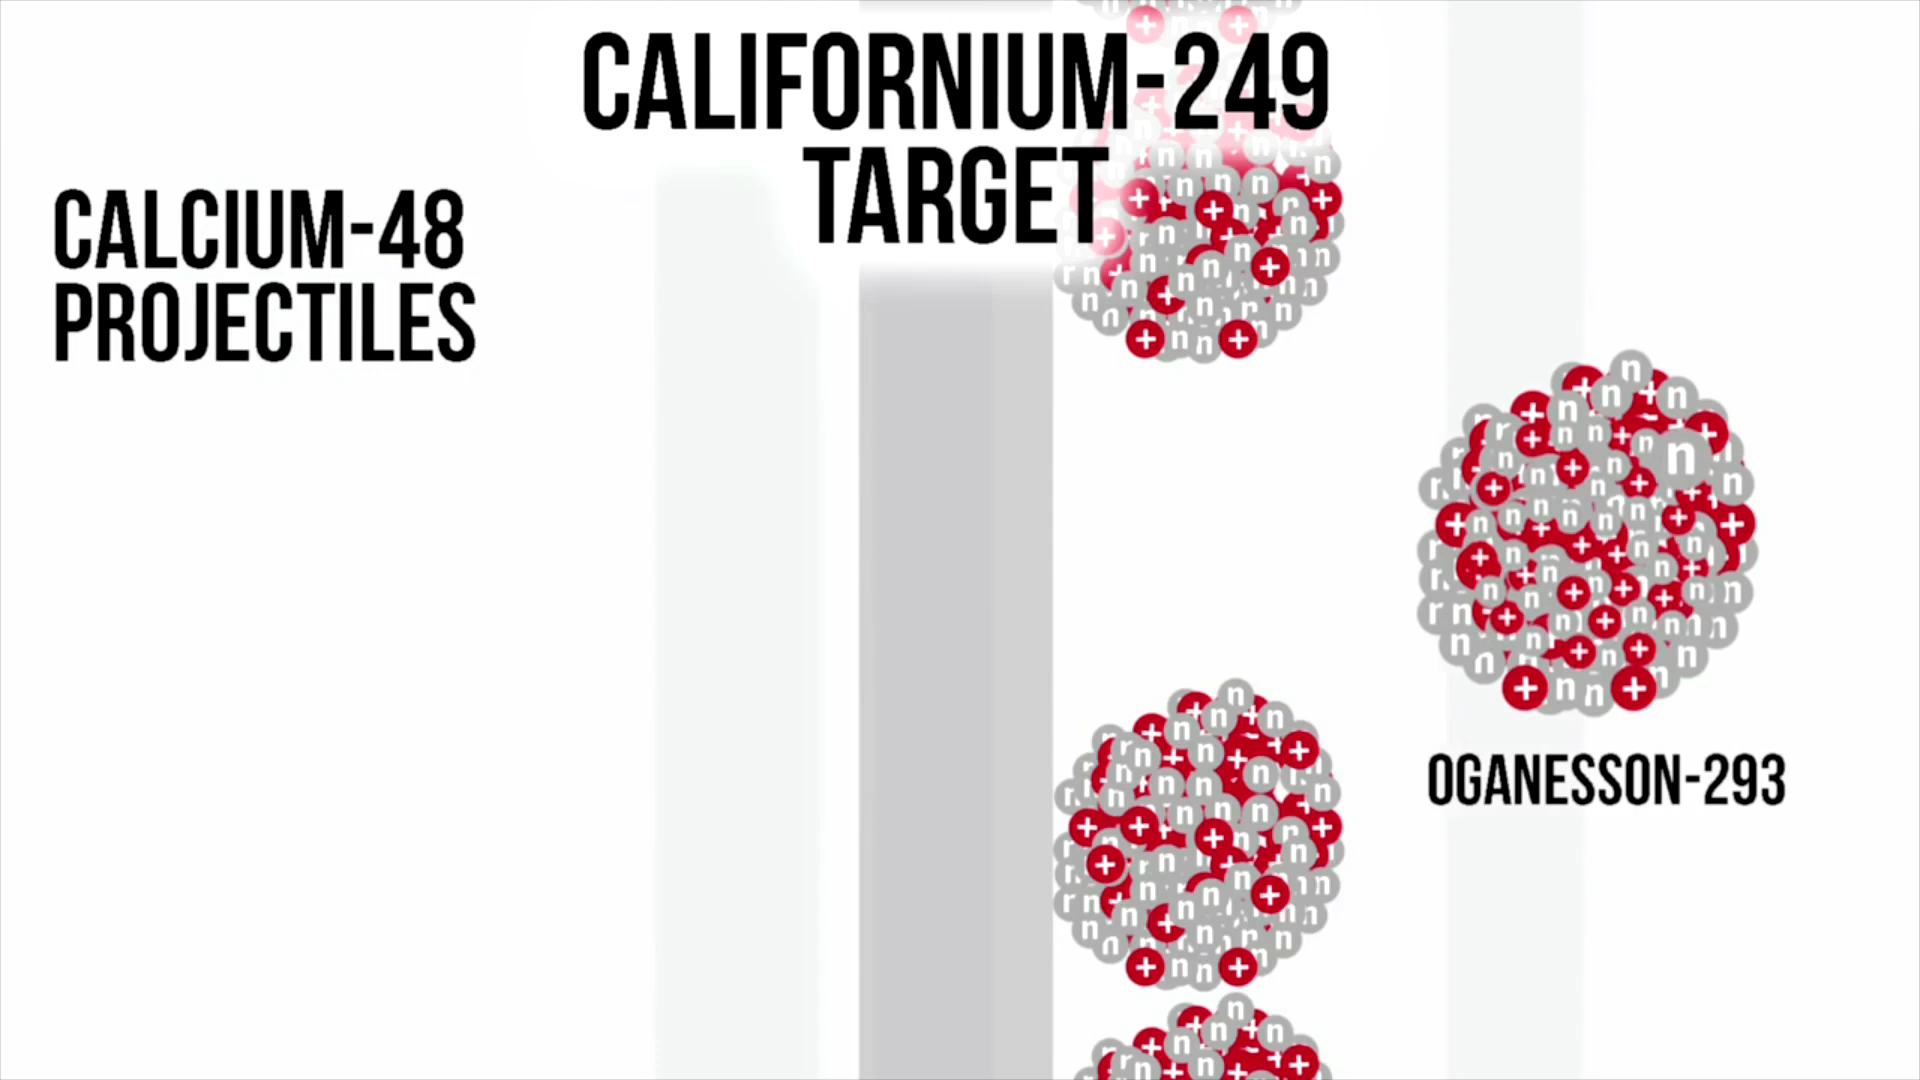 CALIFORNIUM-249
TARGET
CALCIUM-48
PROJECTILES
OGANESSON-293